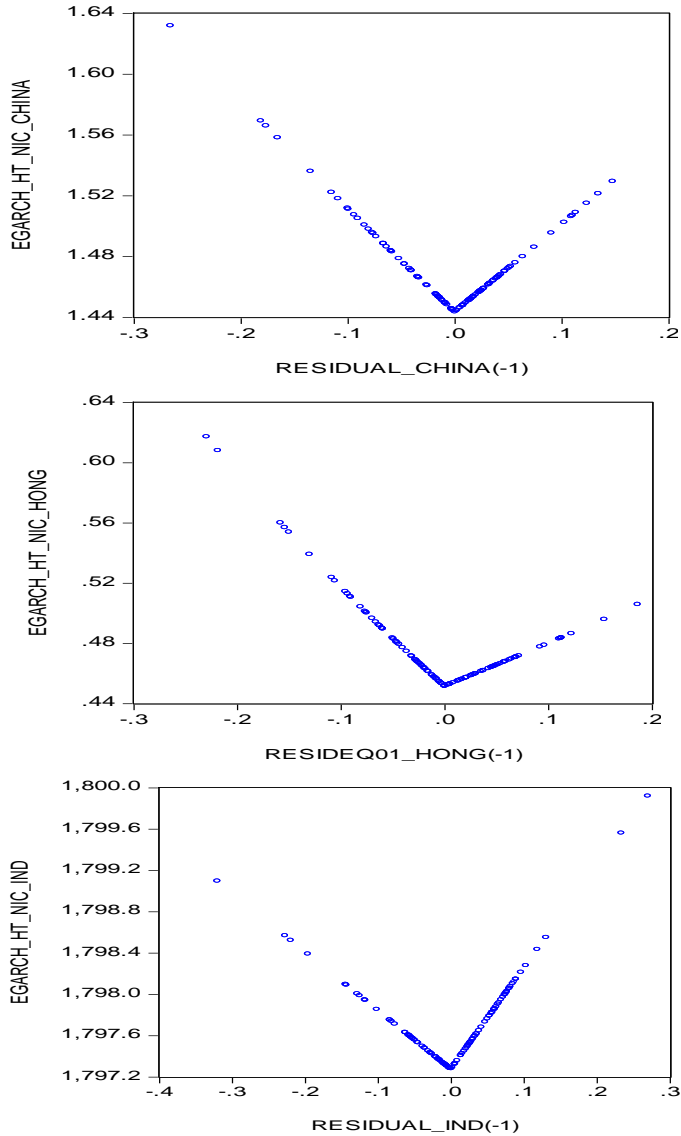 1.64
1.60
1.56
1.52
1.48
1.44
EGARCH_HT_NIC_CHINA
-.3 -.2 -.1 .0 .1 .2
RESIDUAL_CHINA(-1)
.64
.60
.56
.52
.48
.44
EGARCH_HT_NIC_HONG
-.3 -.2 -.1 .0 .1 .2
RESIDEQ01_HONG(-1)
1,800.0
1,799.6
1,799.2
1,798.8
1,798.4
1,798.0
1,797.6
1,797.2
EGARCH_HT_NIC_IND
-.4 -.3 -.2 -.1 .0 .1 .2 .3
RESIDUAL_IND(-1)